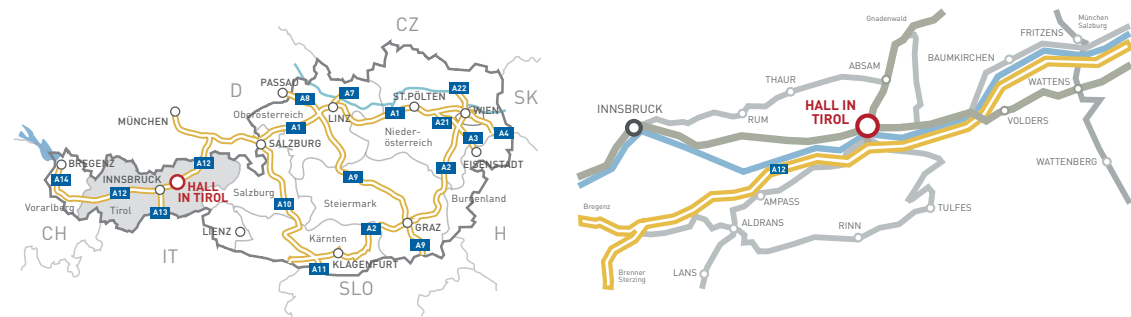 CZ
D
PASSAU
A8
A7
A22
ST.PÖLTEN
SK
Oberösterreich
LINZ
A1
A21
WIEN
MÜNCHEN
A1
Nieder-
österreich
A3
A4
SALZBURG
EISENSTADT
BREGENZ
A12
A14
INNSBRUCK
A9
A2
A12
HALL
IN TIROL
Salzburg
Burgenland
Vorarlberg
Tirol
A13
A10
Steiermark
CH
LIENZ
Kärnten
A2
GRAZ
H
IT
A9
A11
KLAGENFURT
SLO
Gnadenwald
München
Salzburg
FRITZENS
BAUMKIRCHEN
ABSAM
THAUR
WATTENS
INNSBRUCK
HALL IN
TIROL
RUM
VOLDERS
A12
WATTENBERG
Bregenz
AMPASS
TULFES
ALDRANS
RINN
LANS
Brenner
Sterzing